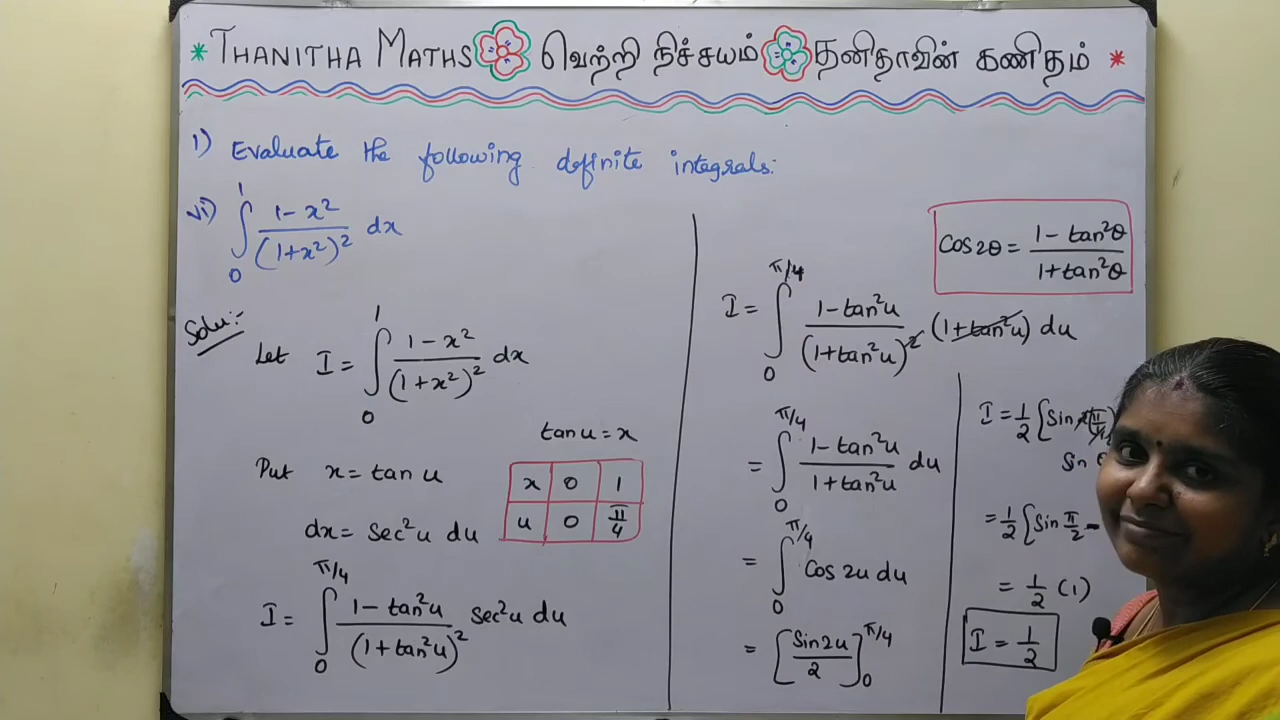 * THANITHA MATHS வெற்றி நிச்சயம் தனிதாவின் கணிதம் *
1) Evaluate the following definite integrals:
vi) ∫₀¹ (1-x²)/(1+x²)² dx
Solu:-
Let I = ∫₀¹ (1-x²)/(1+x²)² dx
tan u = x
Put x = tan u
x 0 1
u 0 π/4
dx = sec²u du
I = ∫₀^(π/4) (1-tan²u)/(1+tan²u)² sec²u du
cos2θ = (1-tan²θ)/(1+tan²θ)
I = ∫₀^(π/4) (1-tan²u)/(1+tan²u)² (1+tan²u) du
= ∫₀^(π/4) (1-tan²u)/(1+tan²u) du
= ∫₀^(π/4) Cos 2u du
= [Sin2u/2]₀^(π/4)
I = 1/2 [Sin
Sin
= 1/2 [Sin π/2 -
= 1/2 (1)
I = 1/2